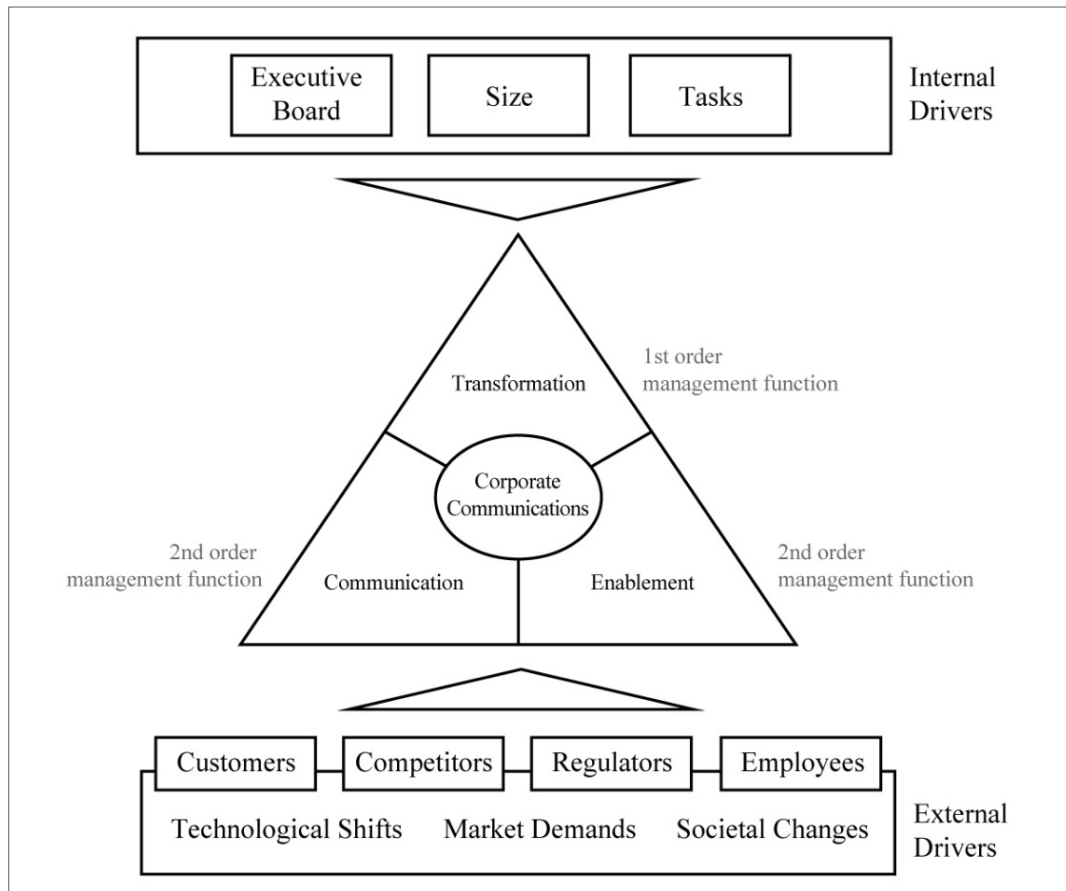 Executive
Board
Size
Tasks
Internal
Drivers
1st order
management function
Transformation
Corporate
Communications
2nd order
management function
Communication
Enablement
2nd order
management function
Customers
Competitors
Regulators
Employees
Technological Shifts
Market Demands
Societal Changes
External
Drivers